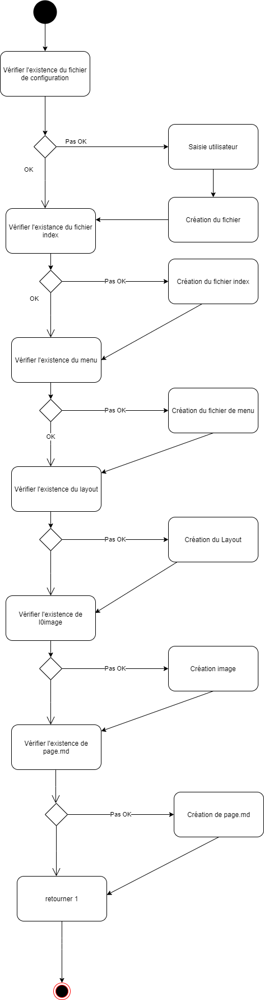 Vérifier l'existence du fichier
de configuration
Pas OK
Saisie utilisateur
OK
Création du fichier
Vérifier l'existance du fichier
index
Pas OK
Création du fichier index
OK
Vérifier l'existence du menu
Pas OK
Création du fichier de menu
OK
Vérifier l'existence du layout
Pas OK
Création du Layout
Vérifier l'existence de
l0image
Pas OK
Création image
Vérifier l'existence de
page.md
Pas OK
Création de page.md
retourner 1